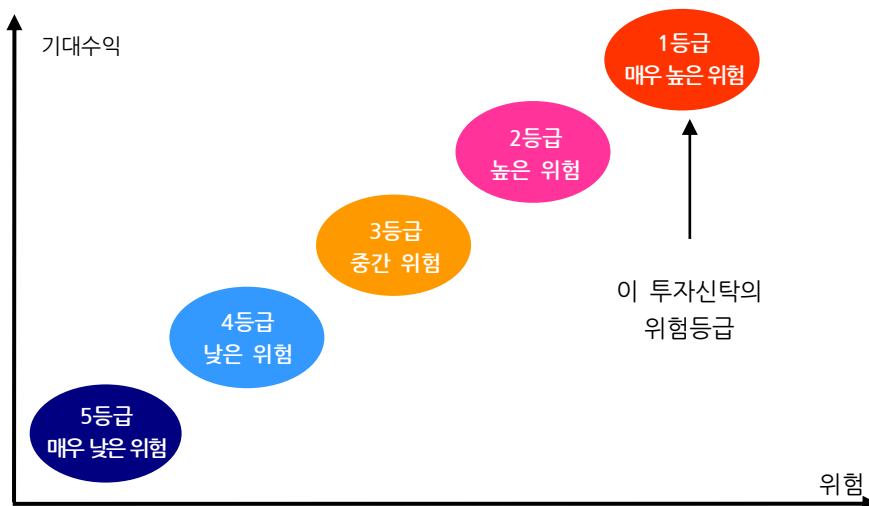 기대수익
1등급
매우 높은 위험
2등급
높은 위험
3등급
중간 위험
4등급
낮은 위험
5등급
매우 낮은 위험
이 투자신탁의
위험등급
위험